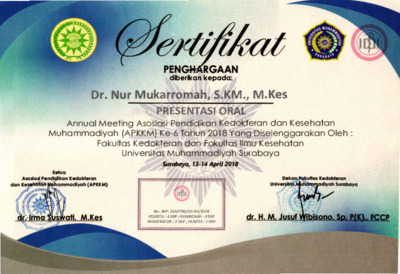 Sertifikat
PENGHARGAAN
diberikan kepada:
Dr. Nur Mukarromah, S.KM., M.Kes
PRESENTASI ORAL
Annual Meeting Asosiasi Pendidikan Kedokteran dan Kesehatan
Muhammadiyah (APKKM) Ke-6 Tahun 2018 Yang Diselenggarakan Oleh :
Fakultas Kedokteran dan Fakultas Ilmu Kesehatan
Universitas Muhammadiyah Surabaya
Surabaya, 13-14 April 2018
Ketua
Asosiasi Pendidikan Kedokteran
dan Kesehatan Muhammadiyah (APKKM)
dr. Irma Suswati, M.Kes
Dekan Fakultas Kedokteran
Universitas Muhammadiyah Surabaya
dr. H. M. Jusuf Wibisono, Sp. P(K)., FCCP